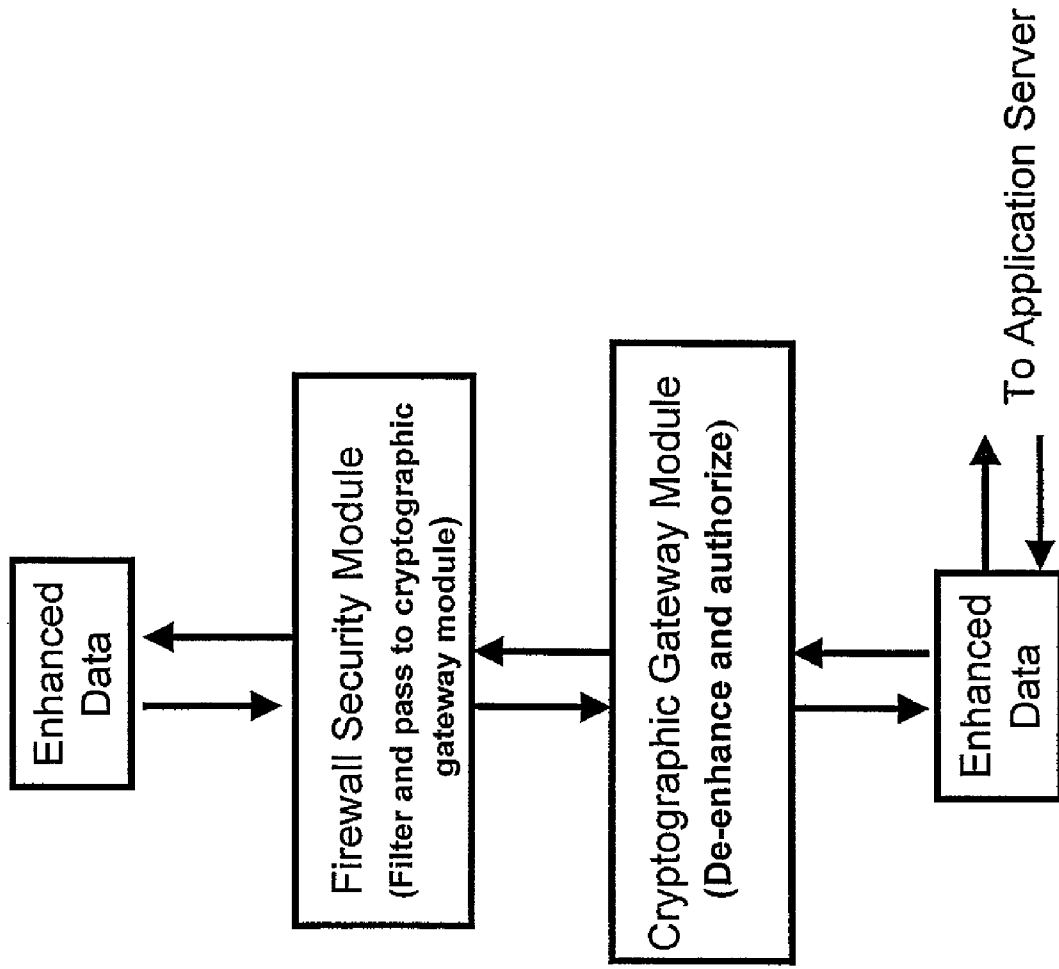 Enhanced
Data
Firewall Security Module
(Filter and pass to cryptographic
gateway module)
Cryptographic Gateway Module
(De-enhance and authorize)
Enhanced
Data
To Application Server